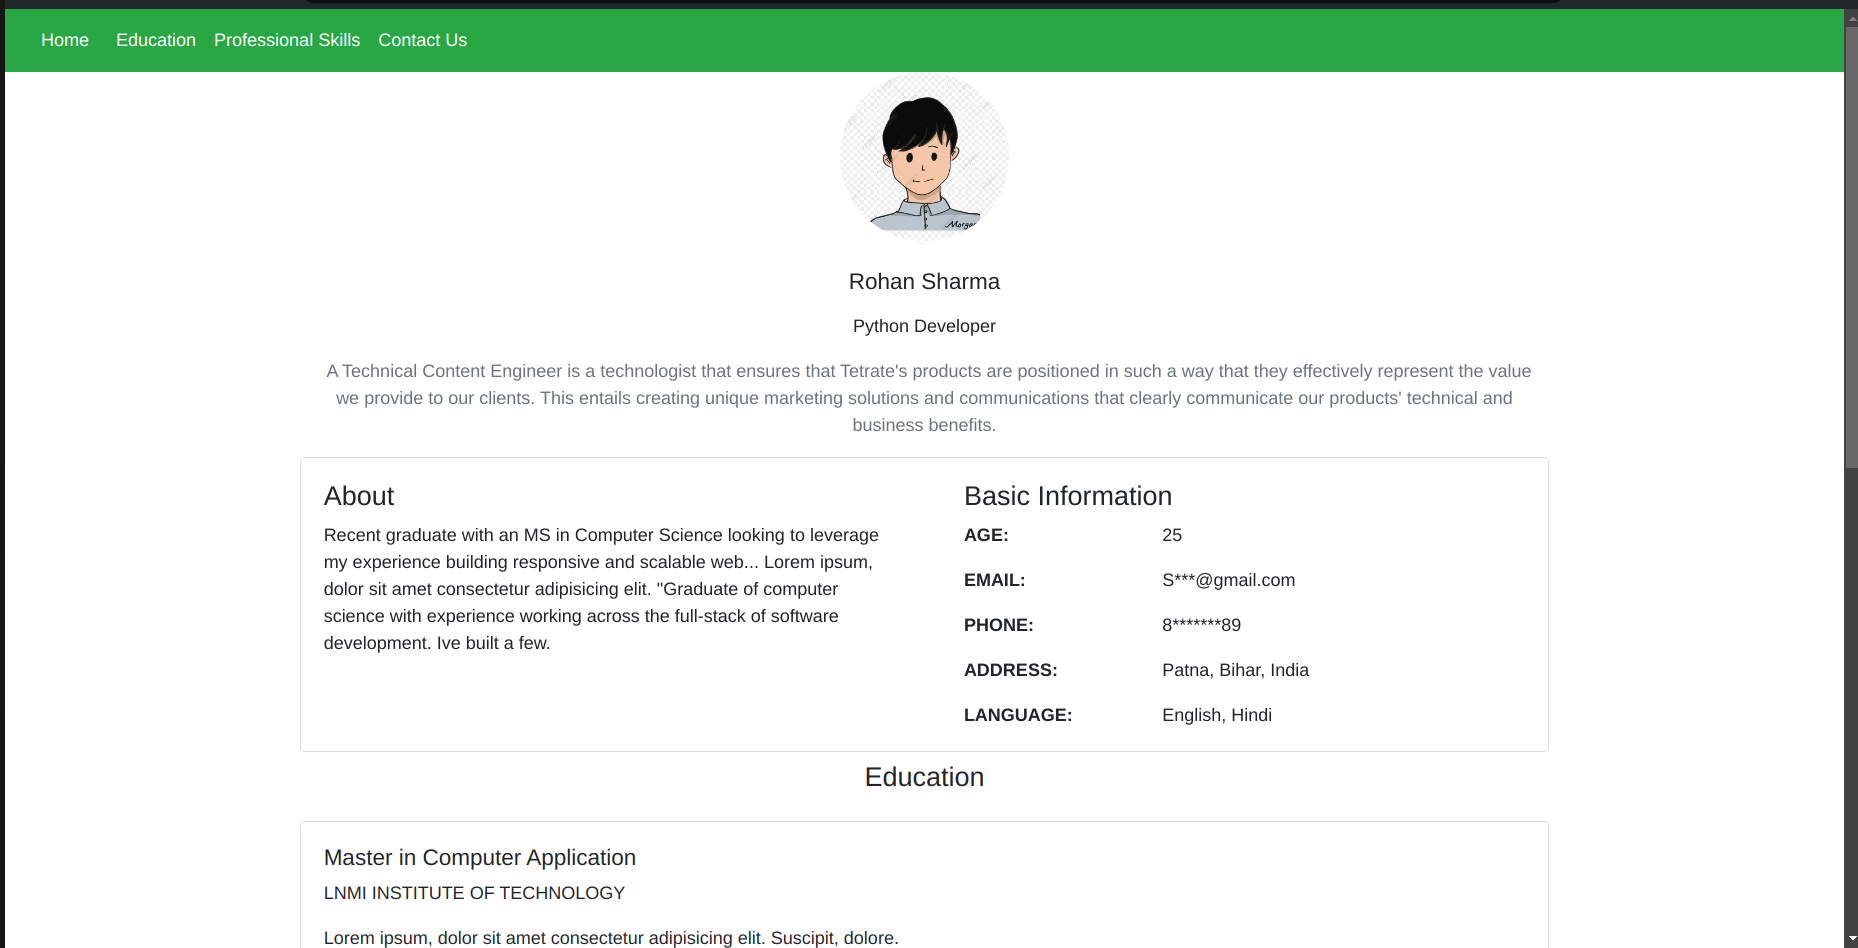 Home Education Professional Skills Contact Us
Rohan Sharma
Python Developer
A Technical Content Engineer is a technologist that ensures that Tetrate's products are positioned in such a way that they effectively represent the value
we provide to our clients. This entails creating unique marketing solutions and communications that clearly communicate our products' technical and
business benefits.
About
Recent graduate with an MS in Computer Science looking to leverage
my experience building responsive and scalable web... Lorem ipsum,
dolor sit amet consectetur adipisicing elit. "Graduate of computer
science with experience working across the full-stack of software
development. Ive built a few.
Basic Information
AGE: 25
EMAIL: S***@gmail.com
PHONE: 8*******89
ADDRESS: Patna, Bihar, India
LANGUAGE: English, Hindi
Education
Master in Computer Application
LNMI INSTITUTE OF TECHNOLOGY
Lorem ipsum, dolor sit amet consectetur adipisicing elit. Suscipit, dolore.